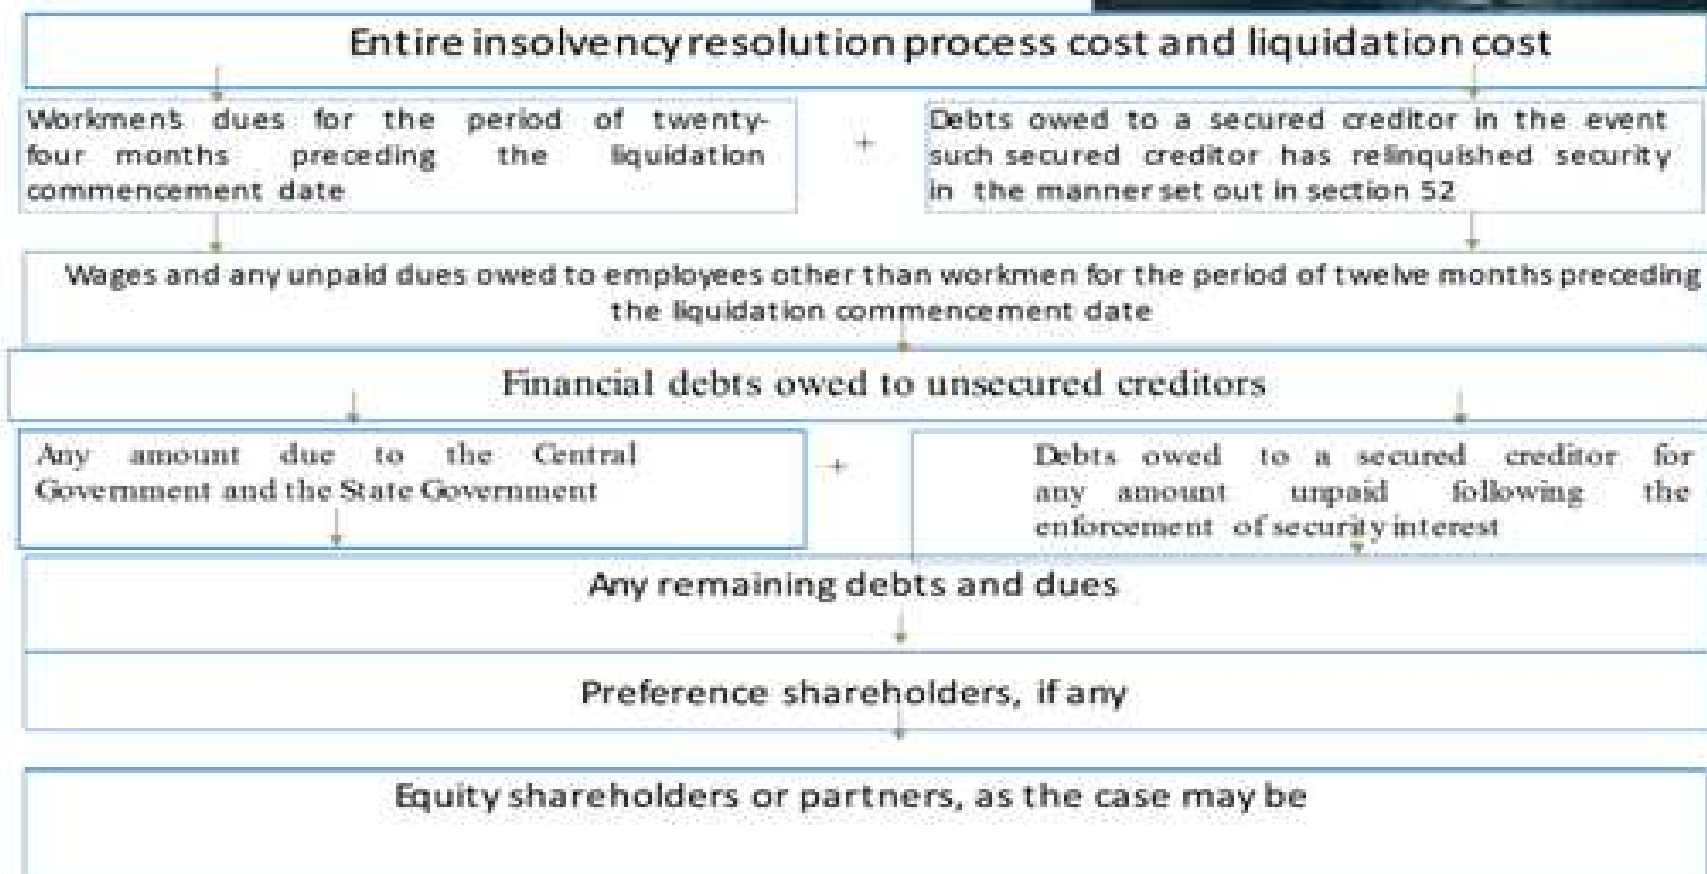 Entire insolvency resolution process cost and liquidation cost
Workmen's dues for the period of twenty-
four months preceding the liquidation
commencement date
+
Debts owed to a secured creditor in the event
such secured creditor has relinquished security
in the manner set out in section 52
Wages and any unpaid dues owed to employees other than workmen for the period of twelve months preceding
the liquidation commencement date
Financial debts owed to unsecured creditors
Any amount due to the Central
Government and the State Government
+
Debts owed to a secured creditor for
any amount unpaid following the
enforcement of security interest
Any remaining debts and dues
Preference shareholders, if any
Equity shareholders or partners, as the case may be